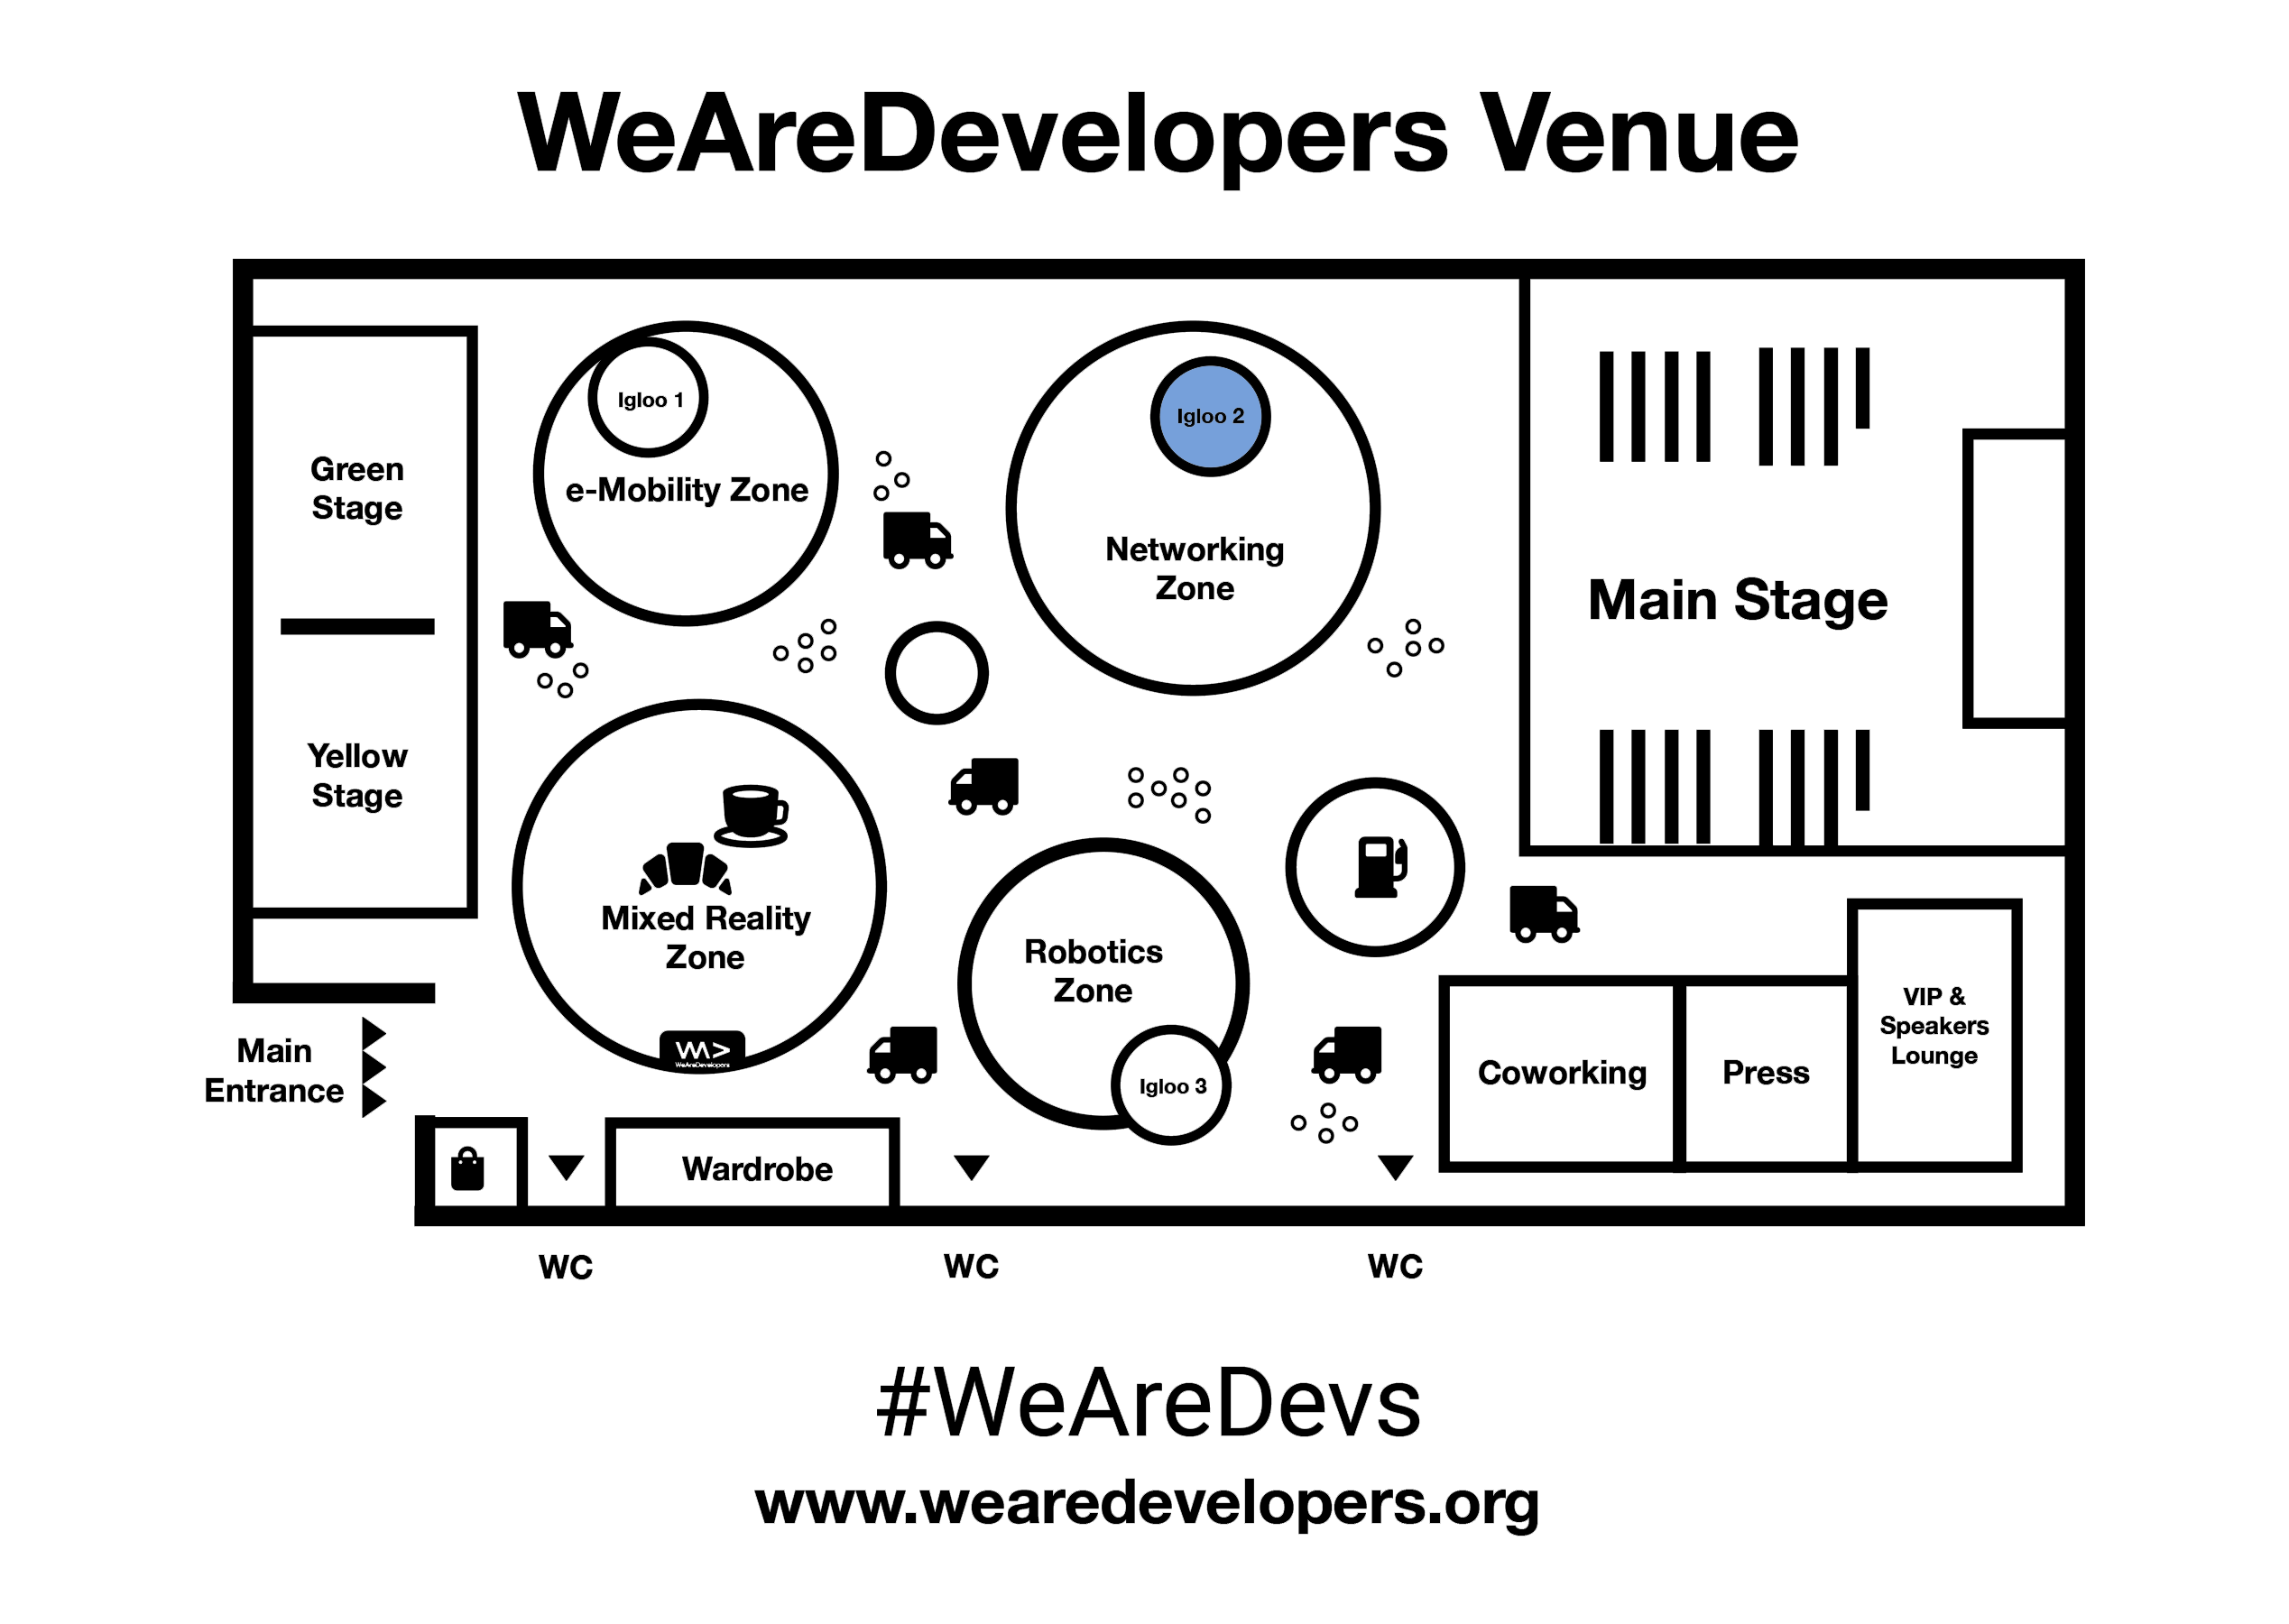 WeAreDevelopers Venue
Igloo 1
e-Mobility Zone
Igloo 2
Networking
Zone
Green
Stage
Yellow
Stage
Main Stage
Mixed Reality
Zone
WeAreDevelopers
Robotics
Zone
Igloo 3
Main
Entrance
Wardrobe
Coworking
Press
VIP &
Speakers
Lounge
WC
WC
WC
#WeAreDevs
www.wearedevelopers.org